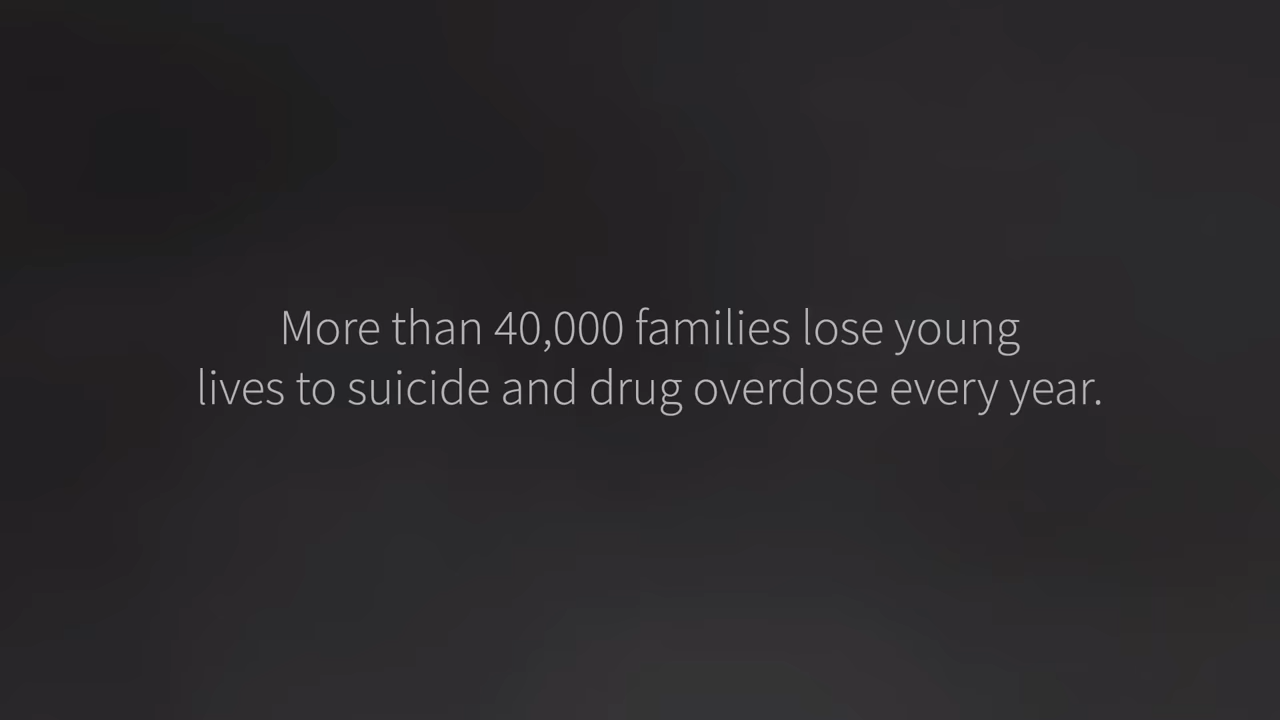 More than 40,000 families lose young
lives to suicide and drug overdose every year.